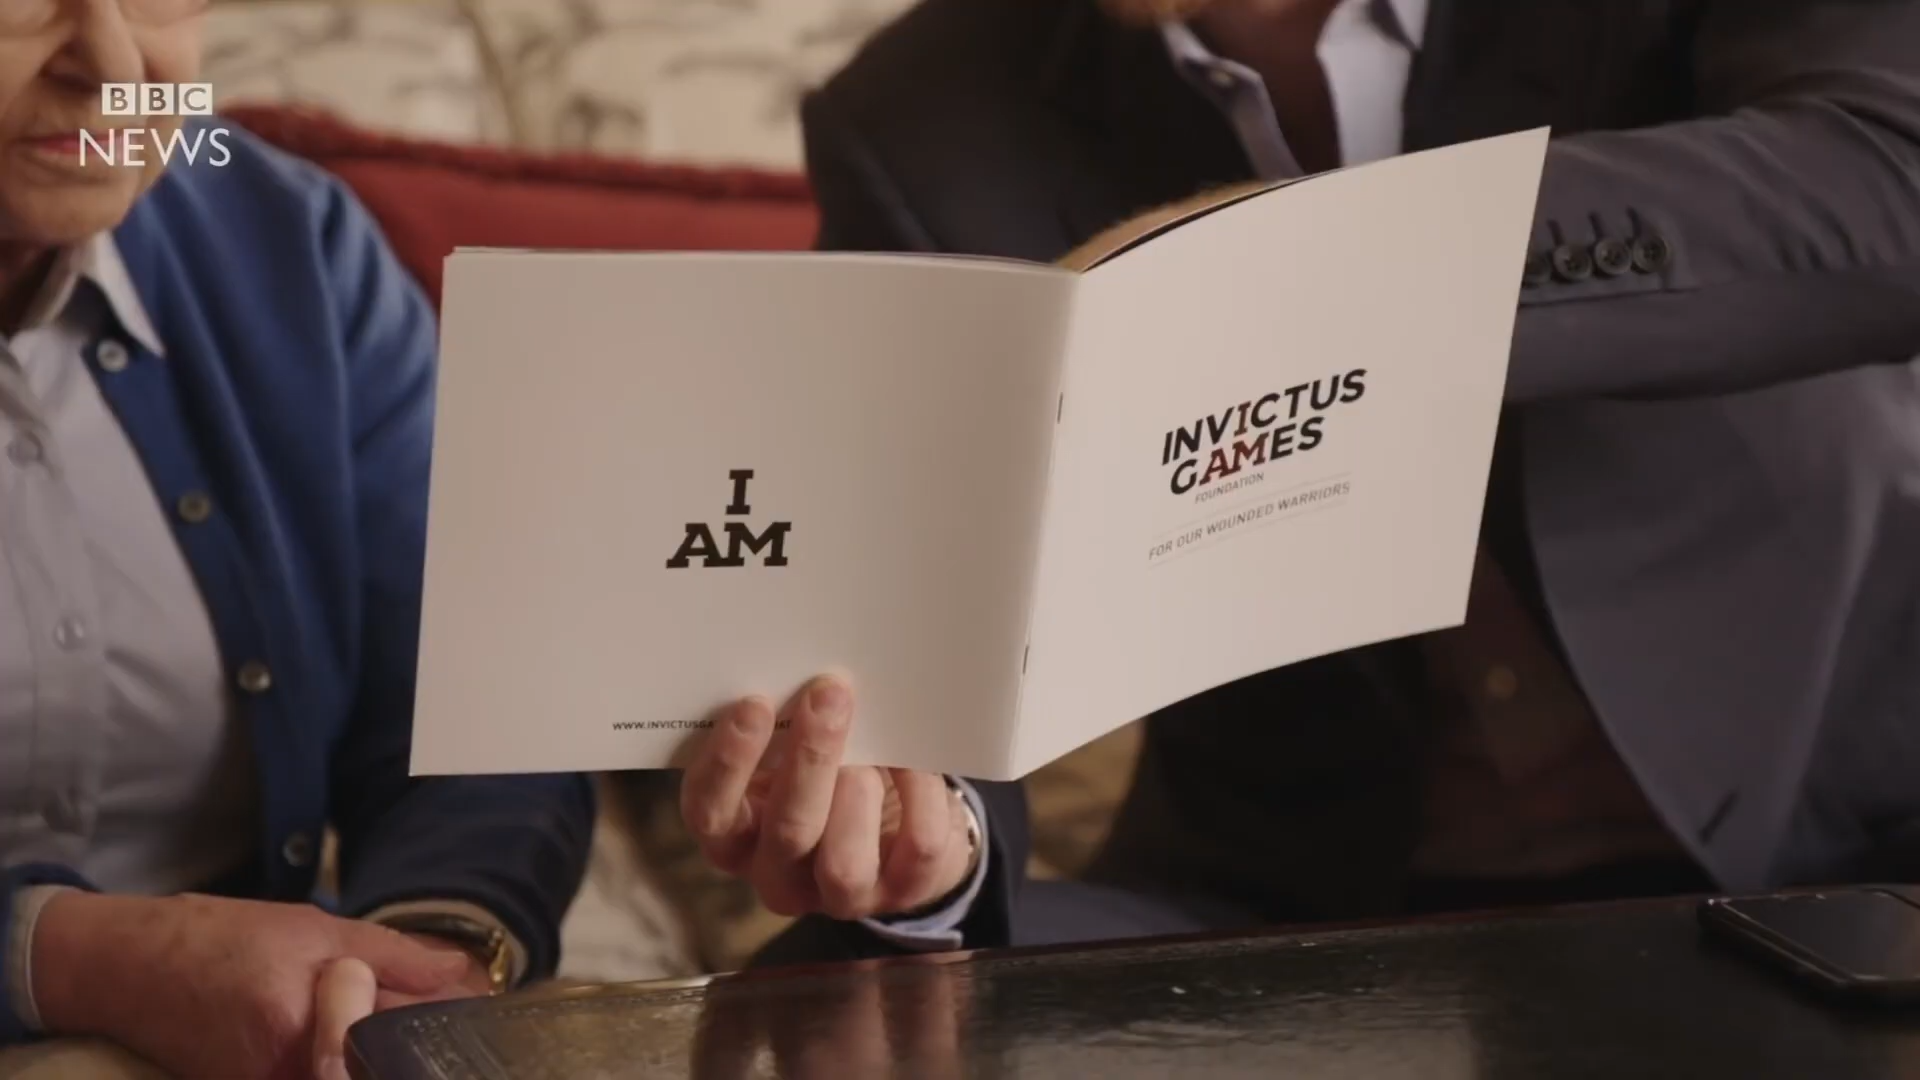 BBC
NEWS
I
AM
INVICTUS
GAMES
FOUNDATION
FOR OUR WOUNDED WARRIORS